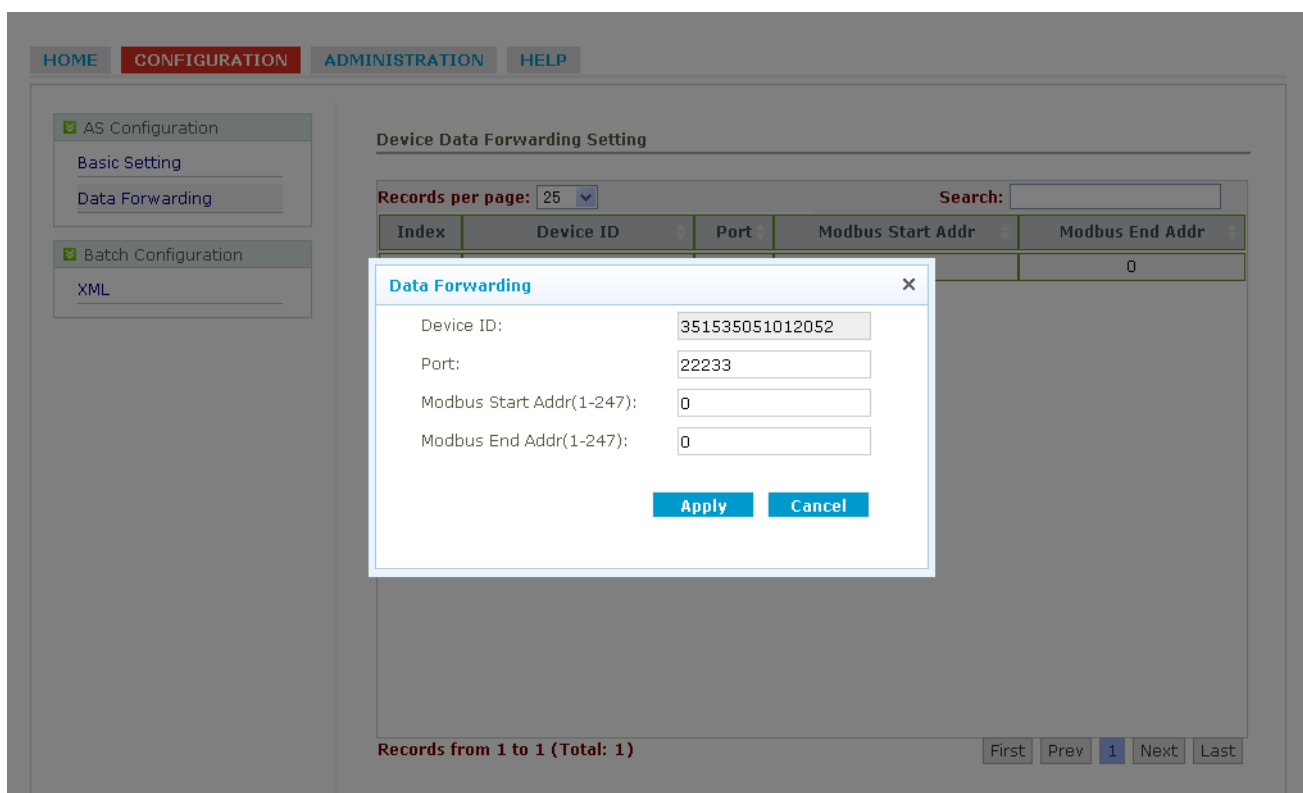 HOME CONFIGURATION ADMINISTRATION HELP
AS Configuration
Basic Setting
Data Forwarding
Batch Configuration
XML
Device Data Forwarding Setting
Records per page: 25 Search:
Index Device ID Port Modbus Start Addr Modbus End Addr
0
Data Forwarding ×
Device ID: 351535051012052
Port: 22233
Modbus Start Addr(1-247): 0
Modbus End Addr(1-247): 0
Apply Cancel
Records from 1 to 1 (Total: 1) First Prev 1 Next Last